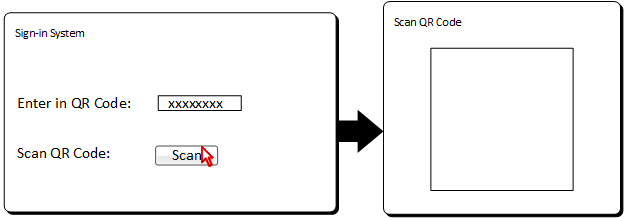 Sign-in System
Enter in QR Code: xxxxxxxx
Scan QR Code: Scan
Scan QR Code